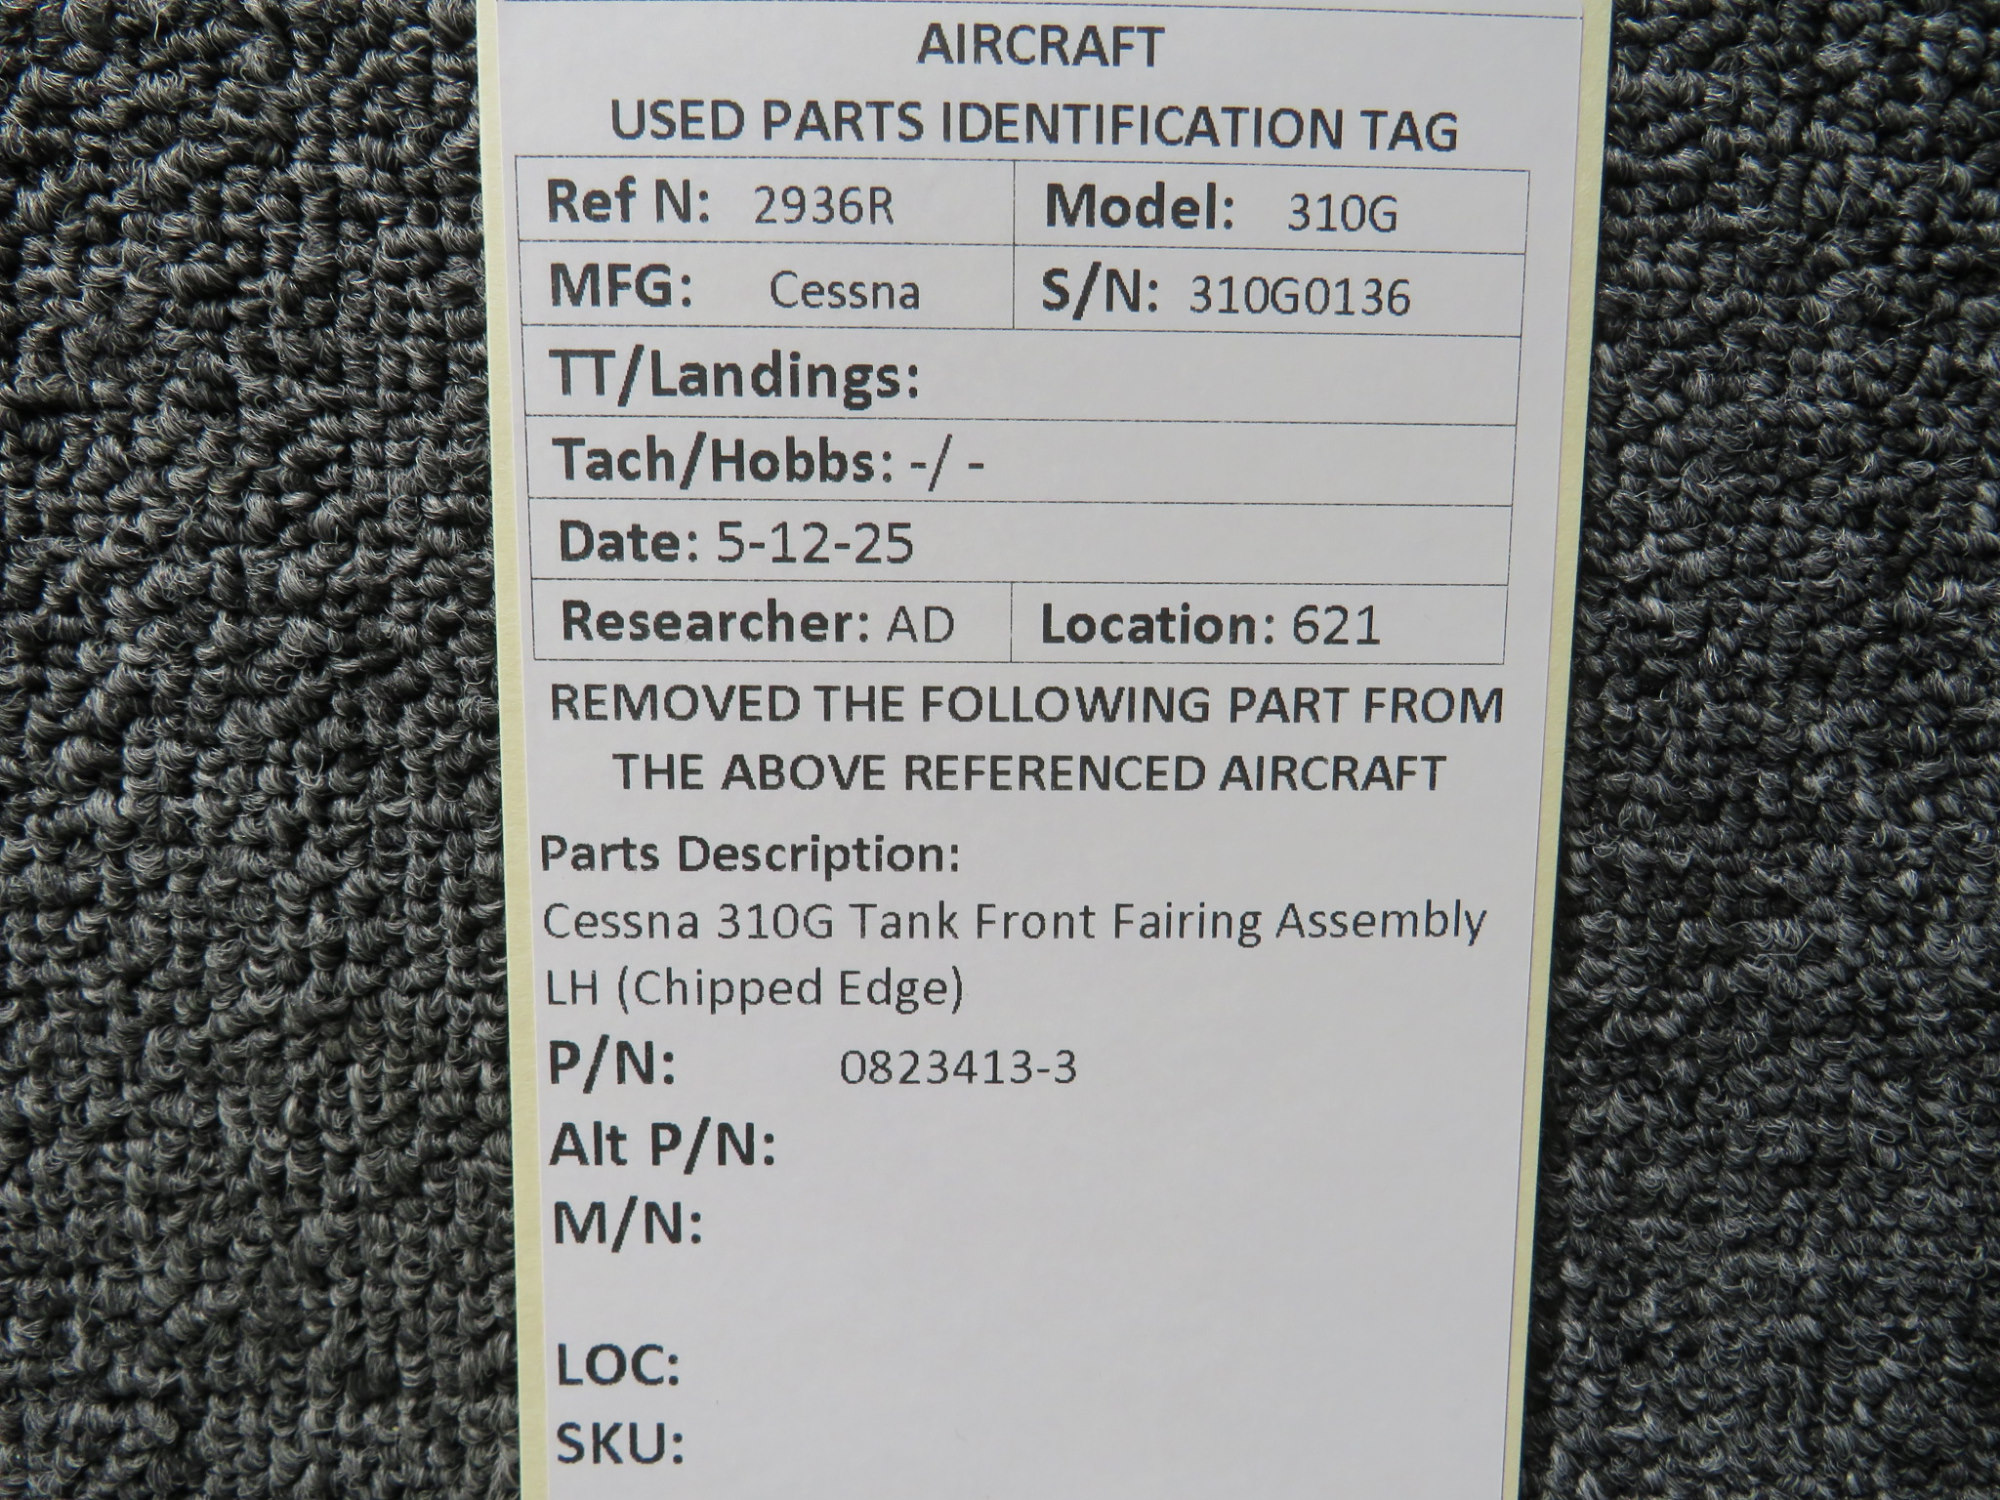 AIRCRAFT
USED PARTS IDENTIFICATION TAG
Ref N: 2936R Model: 310G
MFG: Cessna S/N: 310G0136
TT/Landings:
Tach/Hobbs: -/ -
Date: 5-12-25
Researcher: AD Location: 621
REMOVED THE FOLLOWING PART FROM
THE ABOVE REFERENCED AIRCRAFT
Parts Description:
Cessna 310G Tank Front Fairing Assembly
LH (Chipped Edge)
P/N: 0823413-3
Alt P/N:
M/N:
LOC:
SKU: